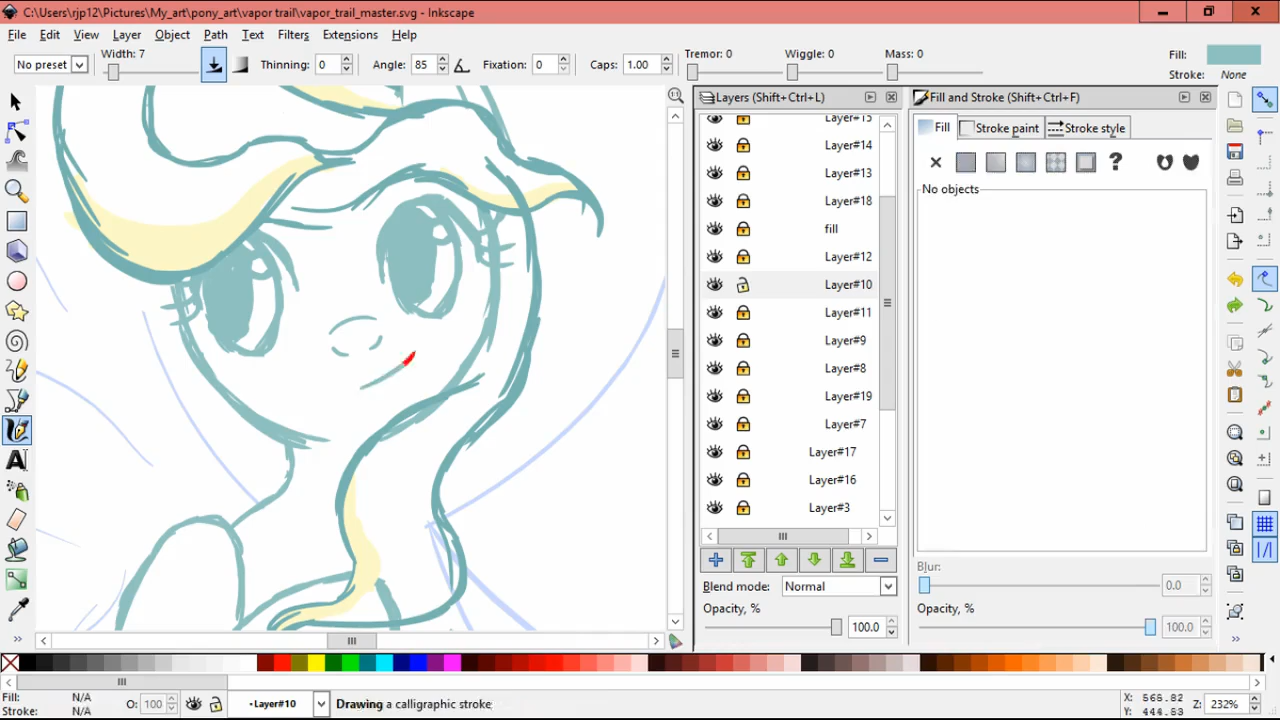 C:\Users\rjp12\Pictures\My_art\pony_art\vapor trail\vapor_trail_master.svg - Inkscape
File Edit View Layer Object Path Text Filters Extensions Help
No preset Width: 7 Thinning: 0 Angle: 85 Fixation: 0 Caps: 1.00 Tremor: 0 Wiggle: 0 Mass: 0 Fill:
Stroke: None
Layers (Shift+Ctrl+L)
Layer#15
Layer#14
Layer#13
Layer#18
fill
Layer#12
Layer#10
Layer#11
Layer#9
Layer#8
Layer#19
Layer#7
Layer#17
Layer#16
Layer#3
Blend mode: Normal
Opacity, % 100.0
Fill and Stroke (Shift+Ctrl+F)
Fill Stroke paint Stroke style
?
No objects
Blur: 0.0
Opacity, % 100.0
Fill: N/A
Stroke: N/A
O: 100
Layer#10
Drawing a calligraphic stroke
X: 565.82
Y: 444.53
Z: 232%